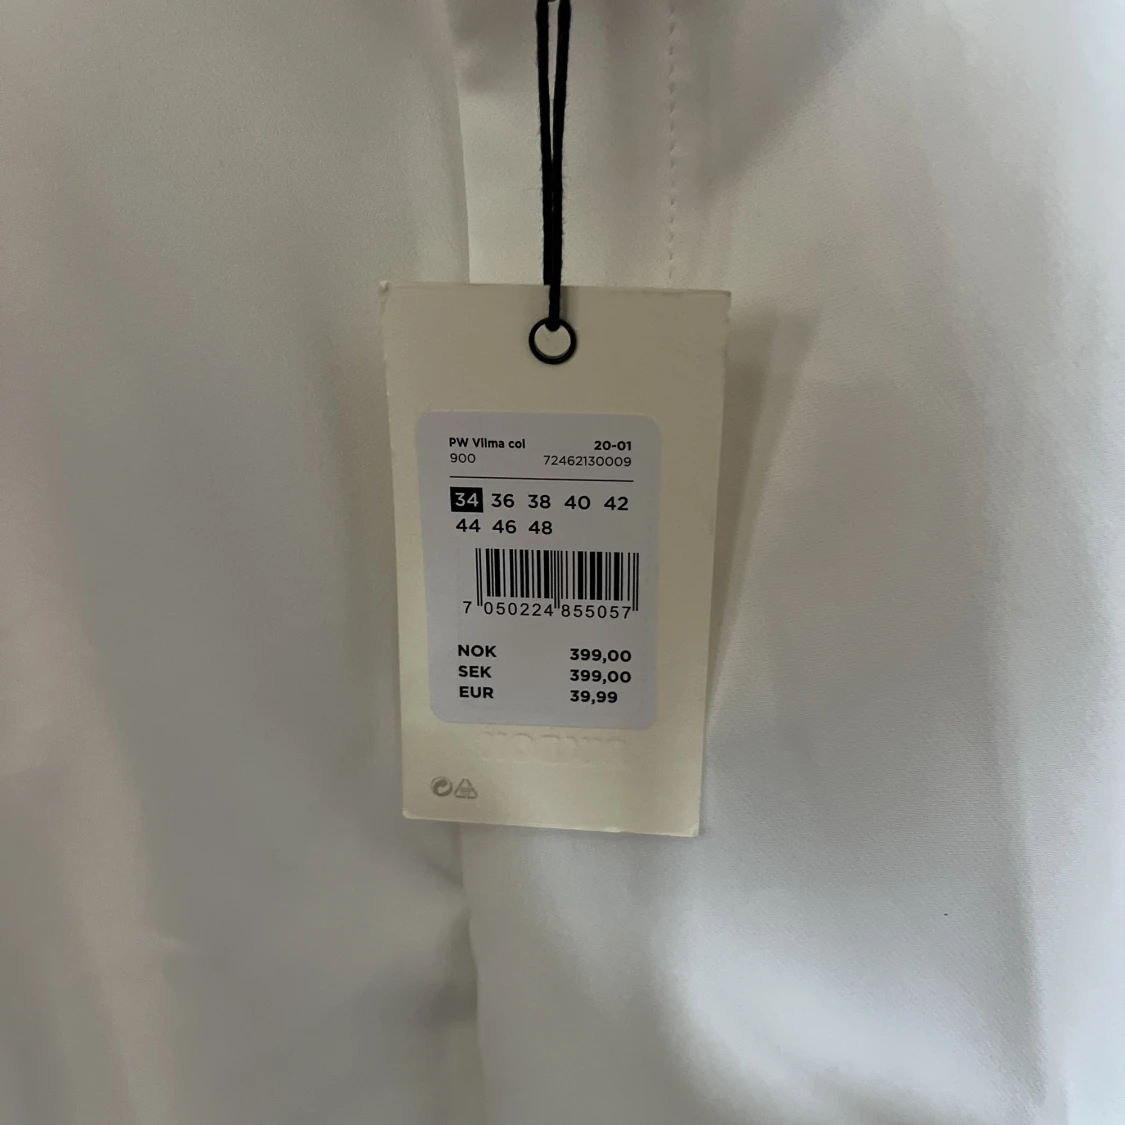 PW Vilma col 20-01
900 72462130009
34 36 38 40 42
44 46 48
7 050224 855057
NOK 399,00
SEK 399,00
EUR 39,99